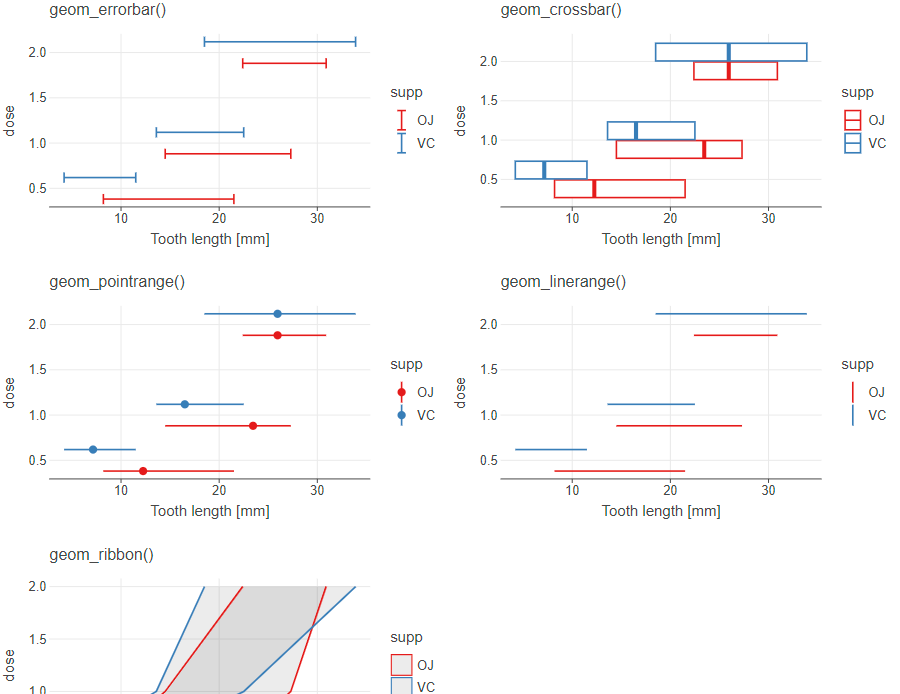 geom_errorbar()
dose
2.0
1.5
1.0
0.5
10 20 30
Tooth length [mm]
supp
OJ
VC
geom_crossbar()
dose
2.0
1.5
1.0
0.5
10 20 30
Tooth length [mm]
supp
OJ
VC
geom_pointrange()
dose
2.0
1.5
1.0
0.5
10 20 30
Tooth length [mm]
supp
OJ
VC
geom_linerange()
dose
2.0
1.5
1.0
0.5
10 20 30
Tooth length [mm]
supp
OJ
VC
geom_ribbon()
dose
2.0
1.5
1.0
supp
OJ
VC